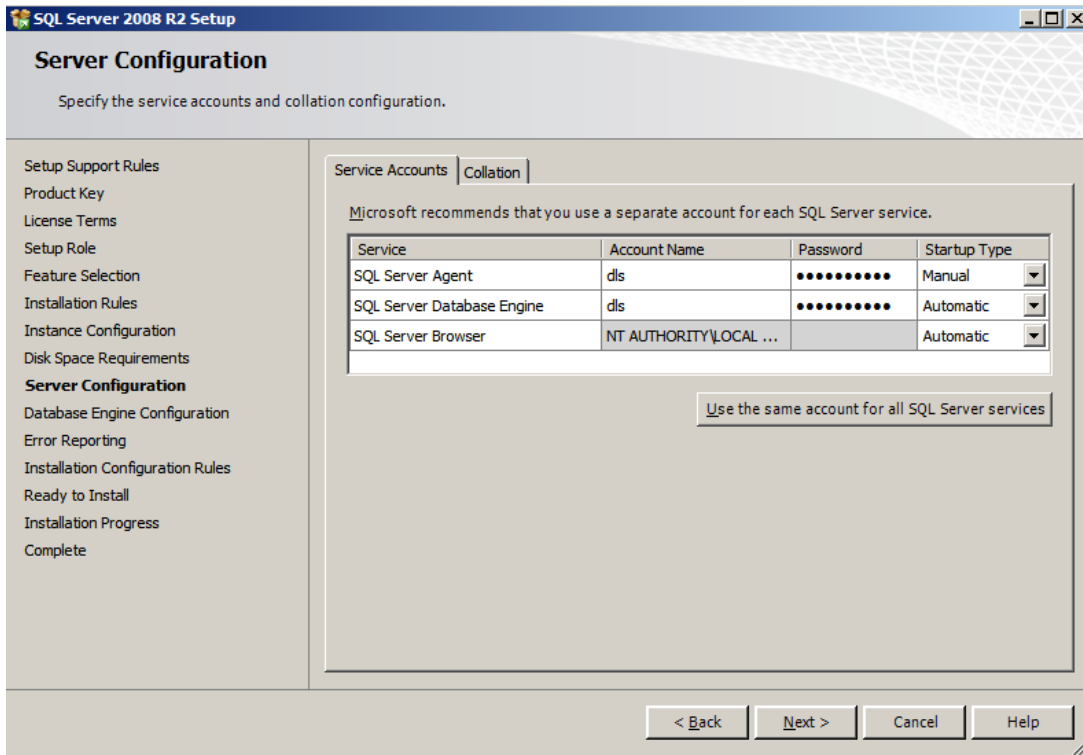 SQL Server 2008 R2 Setup
Server Configuration
Specify the service accounts and collation configuration.
Setup Support Rules
Product Key
License Terms
Setup Role
Feature Selection
Installation Rules
Instance Configuration
Disk Space Requirements
Server Configuration
Database Engine Configuration
Error Reporting
Installation Configuration Rules
Ready to Install
Installation Progress
Complete
Service Accounts Collation
Microsoft recommends that you use a separate account for each SQL Server service.
Service Account Name Password Startup Type
SQL Server Agent dls ●●●●●●●●●● Manual
SQL Server Database Engine dls ●●●●●●●●●● Automatic
SQL Server Browser NT AUTHORITY\LOCAL ... Automatic
Use the same account for all SQL Server services
< Back Next > Cancel Help